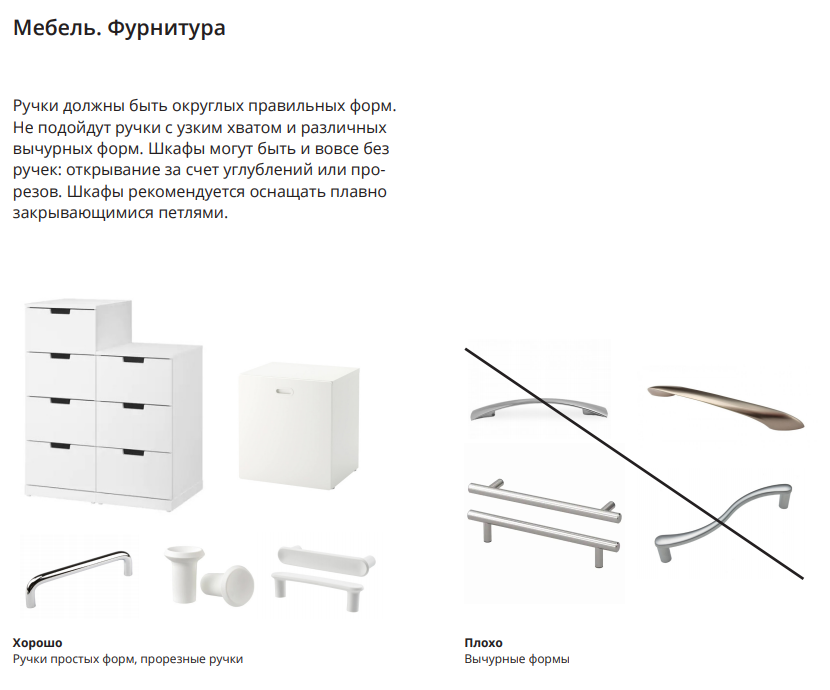 Мебель. Фурнитура
Ручки должны быть округлых правильных форм.
Не подойдут ручки с узким хватом и различных
вычурных форм. Шкафы могут быть и вовсе без
ручек: открывание за счет углублений или про-
резов. Шкафы рекомендуется оснащать плавно
закрывающимися петлями.
Хорошо
Ручки простых форм, прорезные ручки
Плохо
Вычурные формы